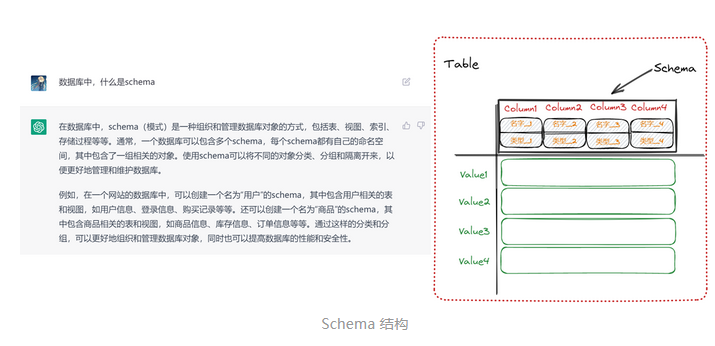 数据库中，什么是schema
在数据库中，schema（模式）是一种组织和管理数据库对象的方式，包括表、视图、索引、
存储过程等等。通常，一个数据库可以包含多个schema，每个schema都有自己的命名空
间，其中包含了一组相关的对象。使用schema可以将不同的对象分类、分组和隔离开来，以
便更好地管理和维护数据库。
例如，在一个网站的数据库中，可以创建一个名为"用户"的schema，其中包含用户相关的表
和视图，如用户信息、登录信息、购买记录等等。还可以创建一个名为"商品"的schema，其
中包含商品相关的表和视图，如商品信息、库存信息、订单信息等等。通过这样的分类和分
组，可以更好地组织和管理数据库对象，同时也可以提高数据库的性能和安全性。
Table
Schema
Column1 Column2 Column3 Column4
名字_1 名字_2 名字_3 名字_4
类型_1 类型_2 类型_3 类型_4
Value1
Value2
Value3
Value4
Schema 结构